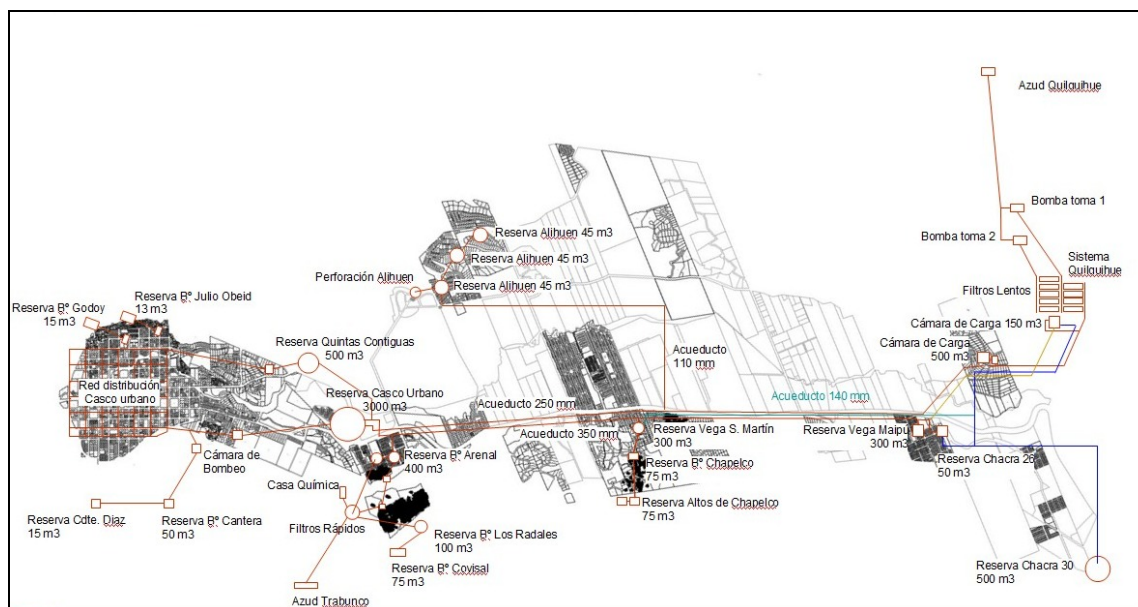 Azud Quilquihue
Bomba toma 1
Bomba toma 2
Sistema
Quilquihue
Filtros Lentos
Cámara de Carga 150 m3
Cámara de Carga
500 m3
Reserva Alihuen 45 m3
Reserva Alihuen 45 m3
Perforación Alihuen
Reserva Alihuen 45 m3
Reserva Bº Julio Obeid
13 m3
Reserva Bº Godoy
15 m3
Reserva Quintas Contiguas
500 m3
Acueducto
110 mm
Red distribución
Casco urbano
Reserva Casco Urbano
3000 m3
Acueducto 250 mm
Acueducto 140 mm
Acueducto 350 mm
Reserva Vega S. Martín
300 m3
Reserva Vega Maipu
300 m3
Reserva Chacra 26
50 m3
Cámara de
Bombeo
Reserva Bº Arenal
400 m3
Reserva Bº Chapelco
75 m3
Casa Química
Reserva Altos de Chapelco
75 m3
Reserva Cdte. Diaz
15 m3
Reserva Bº Cantera
50 m3
Filtros Rápidos
Reserva Bº Los Radales
100 m3
Reserva Bº Covisal
75 m3
Reserva Chacra 30
500 m3
Azud Trabunco